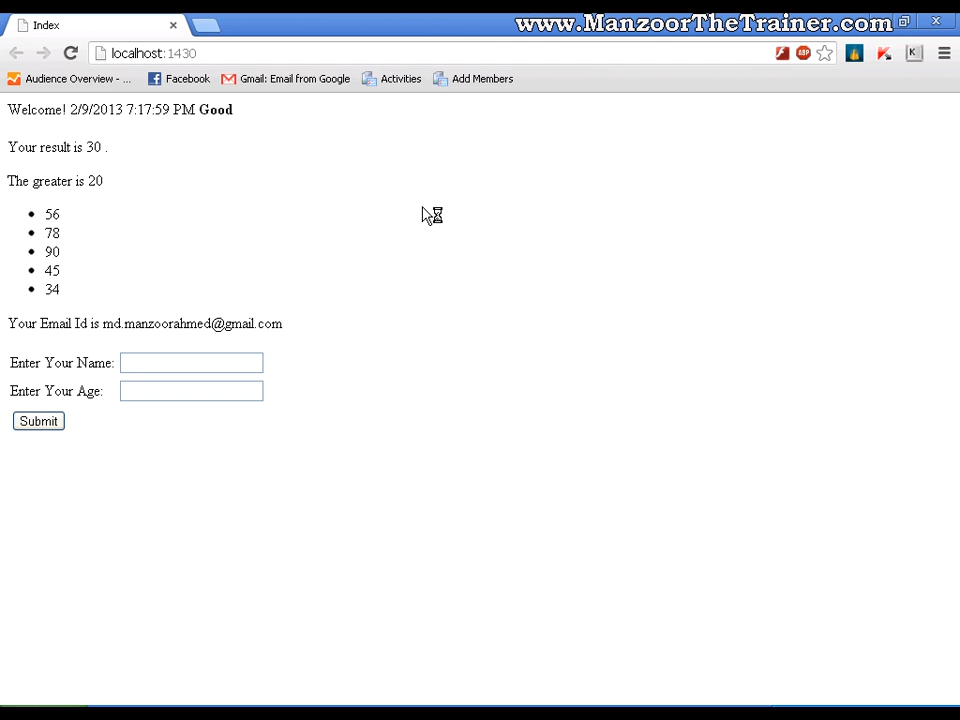 Index
www.ManzoorTheTrainer.com
localhost:1430
ABP
K
Audience Overview - ...
Facebook
Gmail: Email from Google
Activities
Add Members
Welcome! 2/9/2013 7:17:59 PM Good
Your result is 30 .
The greater is 20
56
78
90
45
34
Your Email Id is md.manzoorahmed@gmail.com
Enter Your Name:
Enter Your Age:
Submit